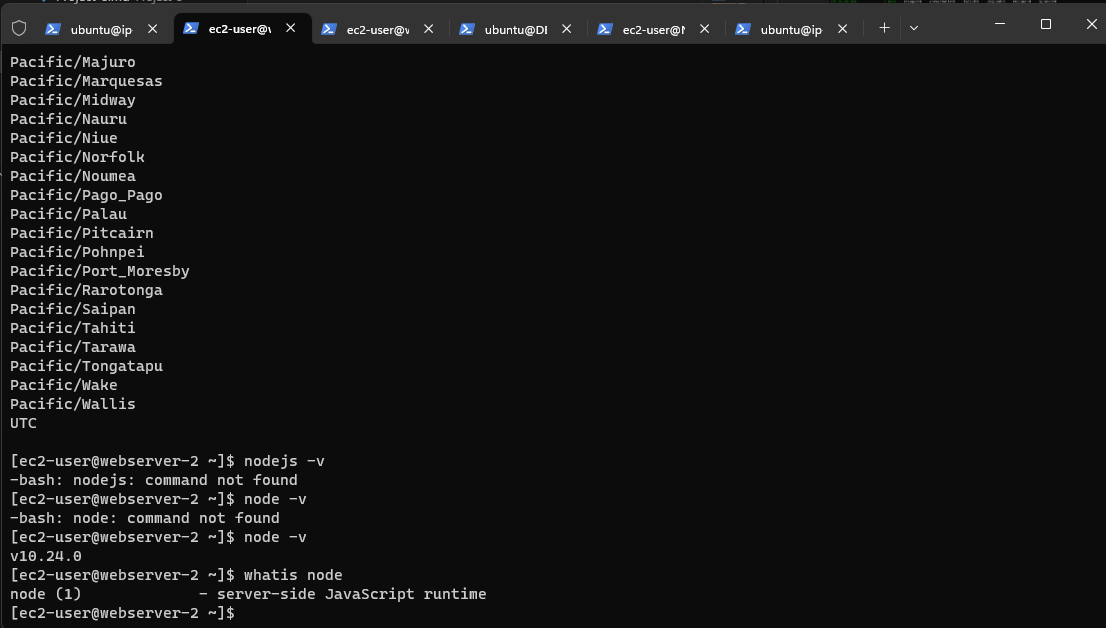 ubuntu@ip- ec2-user@v ec2-user@v ubuntu@DI ec2-user@N ubuntu@ip-
Pacific/Majuro
Pacific/Marquesas
Pacific/Midway
Pacific/Nauru
Pacific/Niue
Pacific/Norfolk
Pacific/Noumea
Pacific/Pago_Pago
Pacific/Palau
Pacific/Pitcairn
Pacific/Pohnpei
Pacific/Port_Moresby
Pacific/Rarotonga
Pacific/Saipan
Pacific/Tahiti
Pacific/Tarawa
Pacific/Tongatapu
Pacific/Wake
Pacific/Wallis
UTC
[ec2-user@webserver-2 ~]$ nodejs -v
-bash: nodejs: command not found
[ec2-user@webserver-2 ~]$ node -v
-bash: node: command not found
[ec2-user@webserver-2 ~]$ node -v
v10.24.0
[ec2-user@webserver-2 ~]$ whatis node
node (1)             - server-side JavaScript runtime
[ec2-user@webserver-2 ~]$